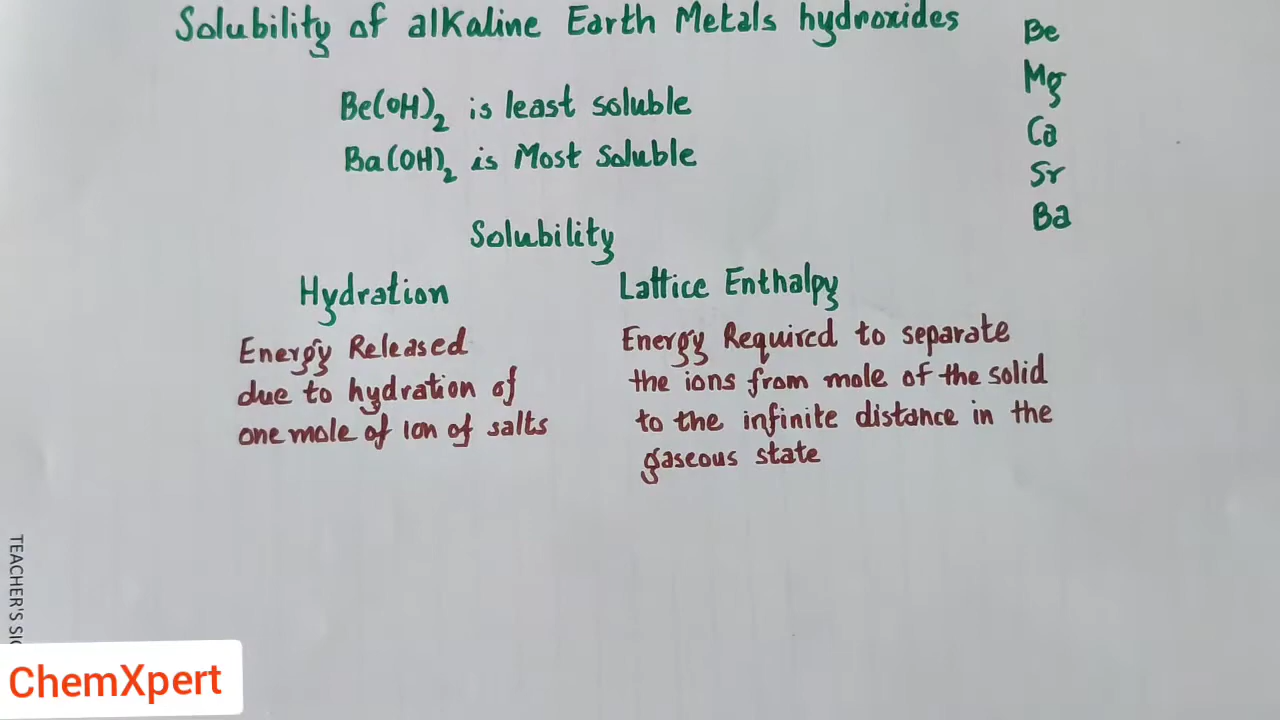 Solubility of alkaline Earth Metals hydroxides
Be
Mg
Ca
Sr
Ba
Be(OH)2 is least soluble
Ba(OH)2 is Most Soluble
Solubility
Hydration
Energy Released
due to hydration of
one mole of Ion of salts
Lattice Enthalpy
Energy Required to separate
the ions from mole of the solid
to the infinite distance in the
gaseous state
TEACHER'S
ChemXpert